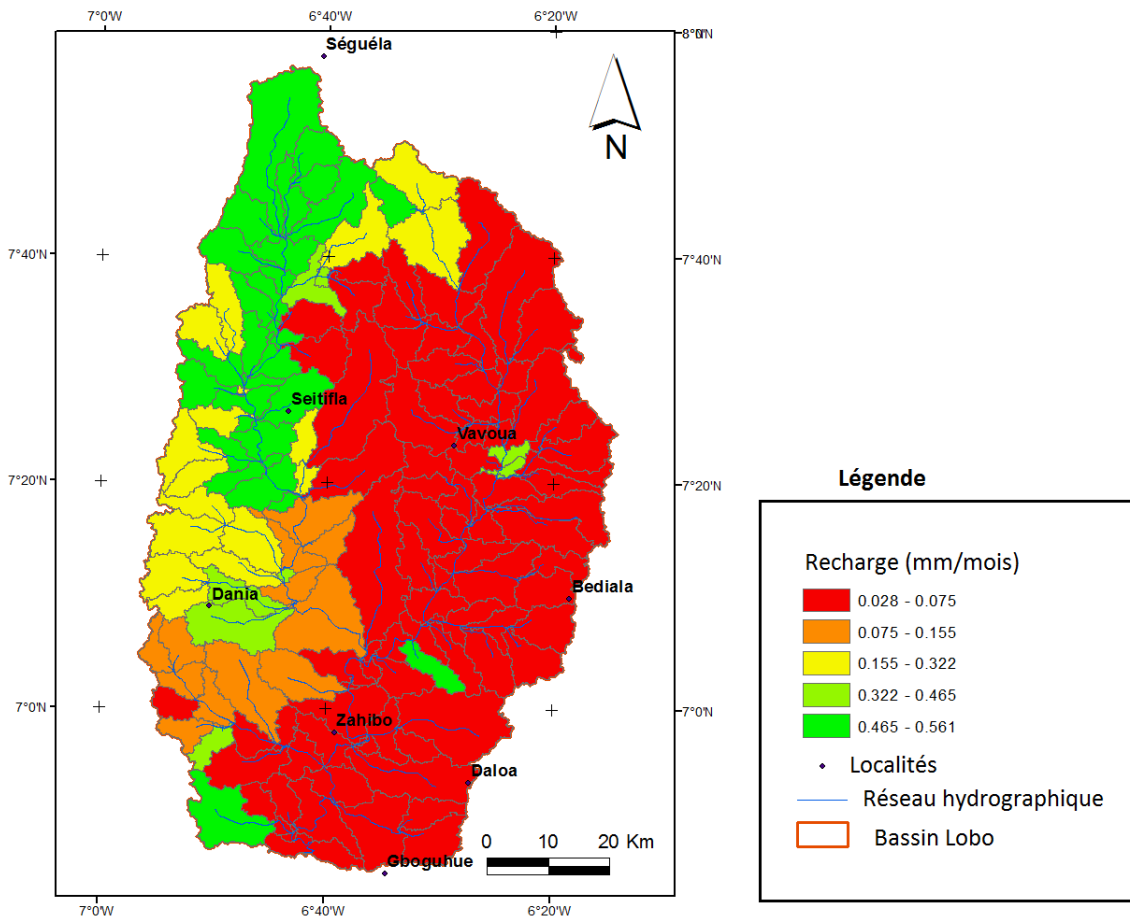 7°0'W 6°40'W 6°20'W
8°0'N
Séguéla
N
7°40'N 7°40'N
Seitifla
Vavoua
7°20'N 7°20'N
Dania
Bediala
7°0'N 7°0'N
Zahibo
Daloa
0 10 20 Km
Gboguhue
7°0'W 6°40'W 6°20'W
Légende
Recharge (mm/mois)
0.028 - 0.075
0.075 - 0.155
0.155 - 0.322
0.322 - 0.465
0.465 - 0.561
Localités
Réseau hydrographique
Bassin Lobo